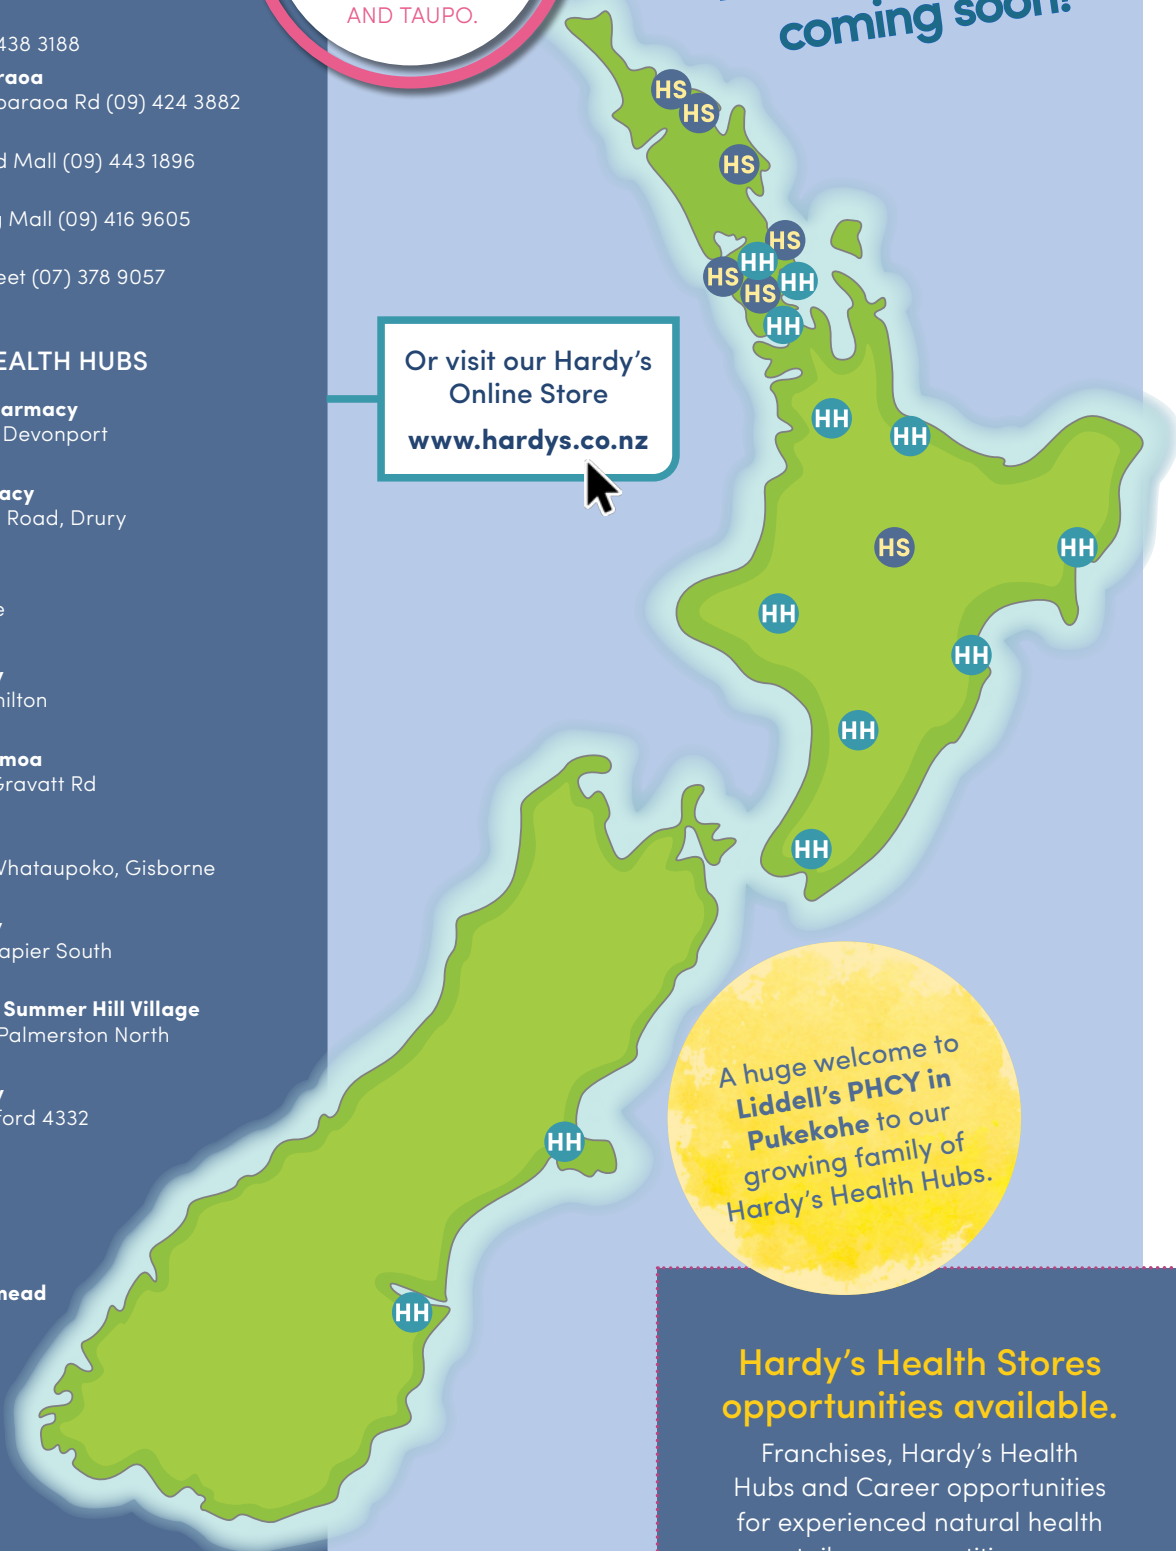 AND TAUPO.
coming soon!
438 3188
raoa
paraoa Rd (09) 424 3882
d Mall (09) 443 1896
g Mall (09) 416 9605
eet (07) 378 9057
EALTH HUBS
armacy
Devonport
acy
Road, Drury
e
y
milton
moa
Gravatt Rd
Whataupoko, Gisborne
y
apier South
Summer Hill Village
Palmerston North
y
ford 4332
mead
Or visit our Hardy's
Online Store
www.hardys.co.nz
HS
HS
HS
HS
HH
HS
HH
HS
HH
HH
HH
HS
HH
HH
HH
HH
HH
HH
HH
A huge welcome to
Liddell's PHCY in
Pukekohe to our
growing family of
Hardy's Health Hubs.
Hardy's Health Stores
opportunities available.
Franchises, Hardy's Health
Hubs and Career opportunities
for experienced natural health